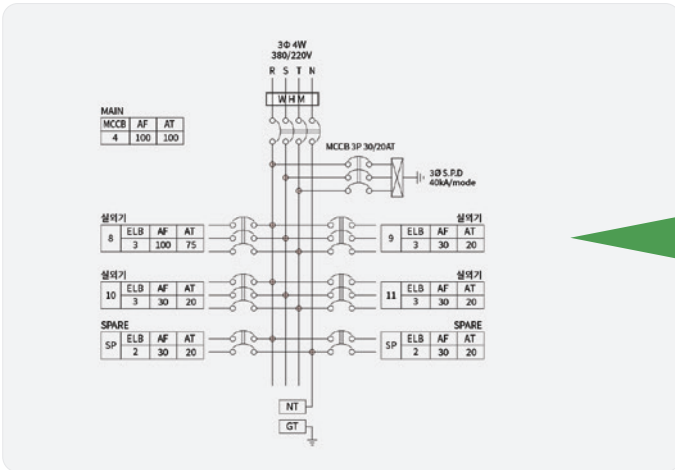 3Φ 4W
380/220V
R S T N
WHM
MAIN
MCCB AF AT
4 100 100
MCCB 3P 30/20AT
3Ø S.P.D
40kA/mode
실외기
8 ELB AF AT
3 100 75
실외기
9 ELB AF AT
3 30 20
실외기
10 ELB AF AT
3 30 20
실외기
11 ELB AF AT
3 30 20
SPARE
SP ELB AF AT
2 30 20
SPARE
SP ELB AF AT
2 30 20
NT
GT